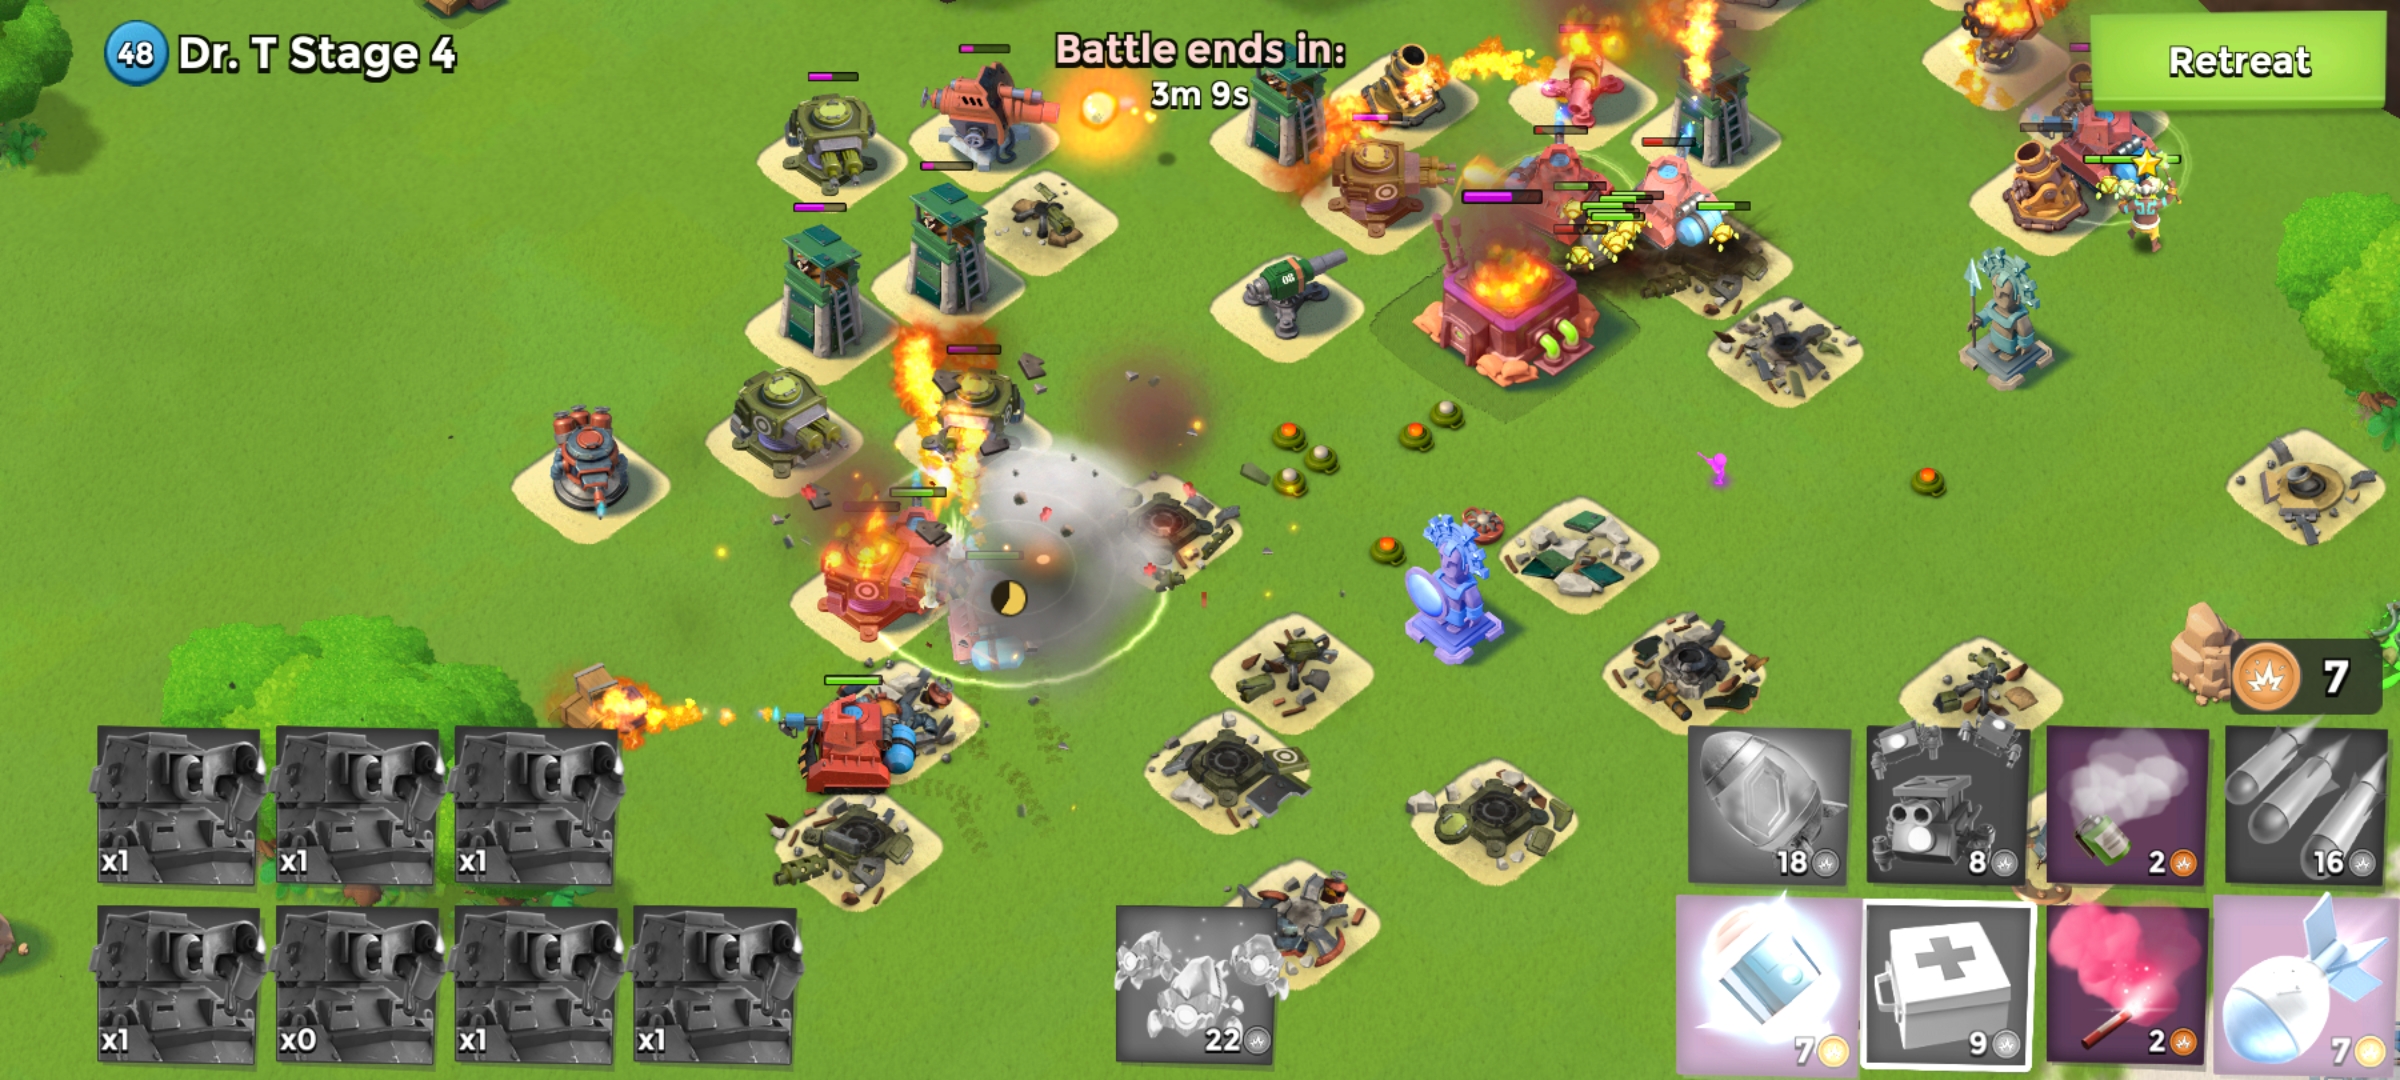 48 Dr. T Stage 4
Battle ends in:
3m 9s
Retreat
08
7
x1
x1
x1
18
8
2
16
x1
x0
x1
x1
22
7
9
2
7